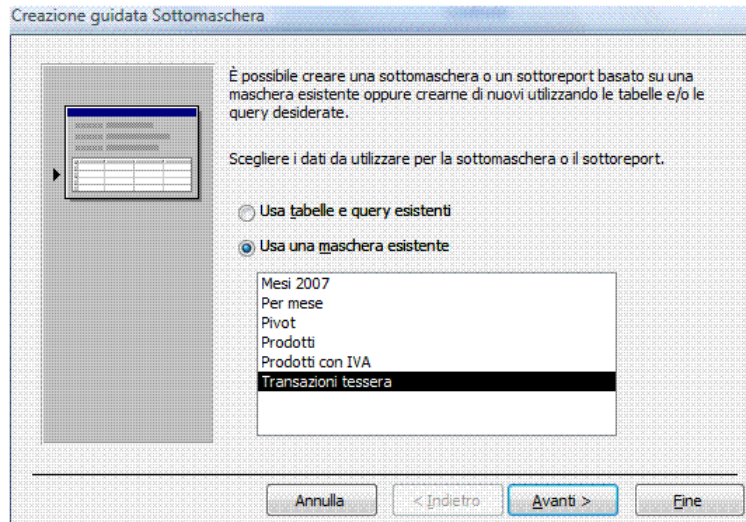 Creazione guidata Sottomaschera
È possibile creare una sottomaschera o un sottoreport basato su una
maschera esistente oppure crearne di nuovi utilizzando le tabelle e/o le
query desiderate.
Scegliere i dati da utilizzare per la sottomaschera o il sottoreport.
Usa tabelle e query esistenti
Usa una maschera esistente
Mesi 2007
Per mese
Pivot
Prodotti
Prodotti con IVA
Transazioni tessera
Annulla
< Indietro
Avanti >
Fine